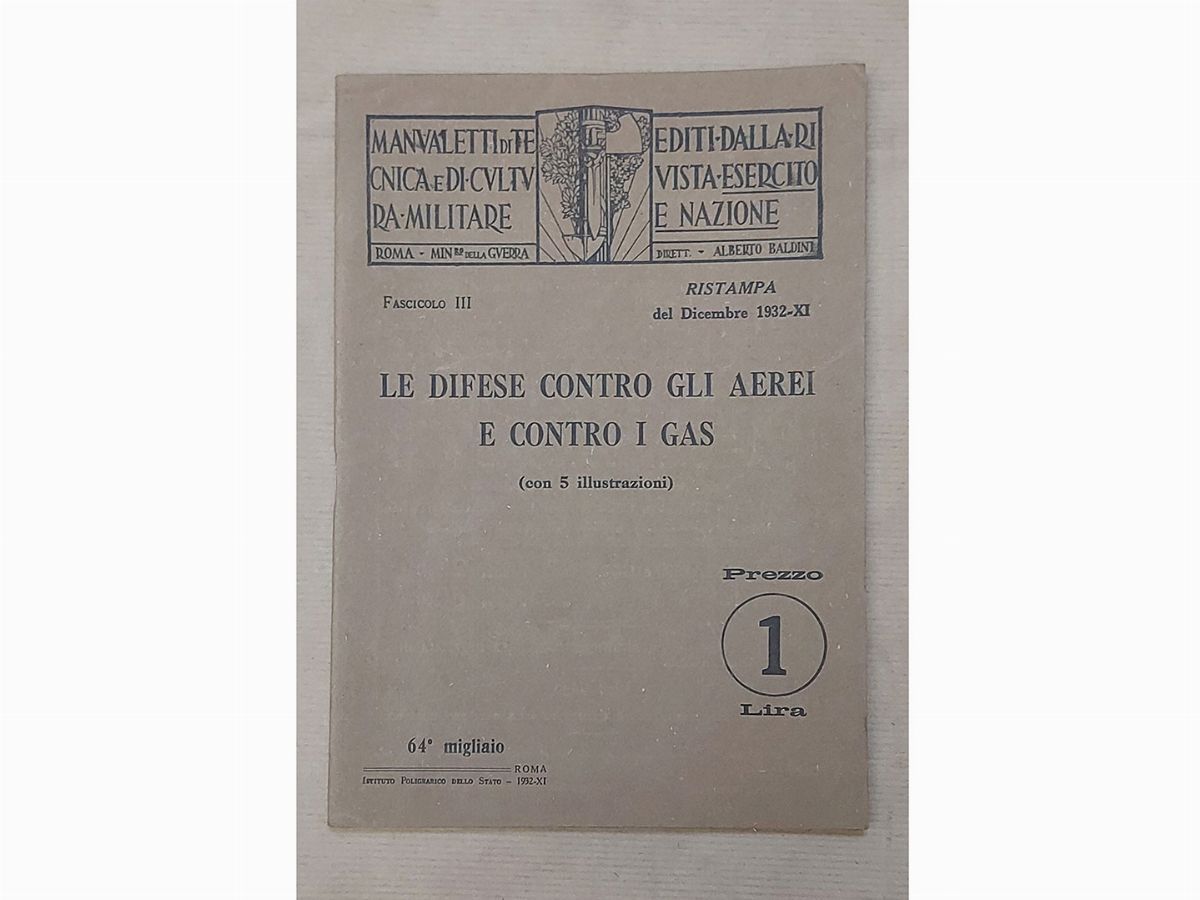 MANVALETTI DI TE
CNICA E DI·CVLTV
RA·MILITARE
ROMA - MIN.RO DELLA GVERRA
EDITI·DALLA·RI
VISTA·ESERCITO
E NAZIONE
DIRETT. - ALBERTO BALDINI
FASCICOLO III
RISTAMPA
del Dicembre 1932-XI
LE DIFESE CONTRO GLI AEREI
E CONTRO I GAS
(con 5 illustrazioni)
Prezzo
1
Lira
64° migliaio
ROMA
ISTITUTO POLIGRAFICO DELLO STATO - 1932-XI